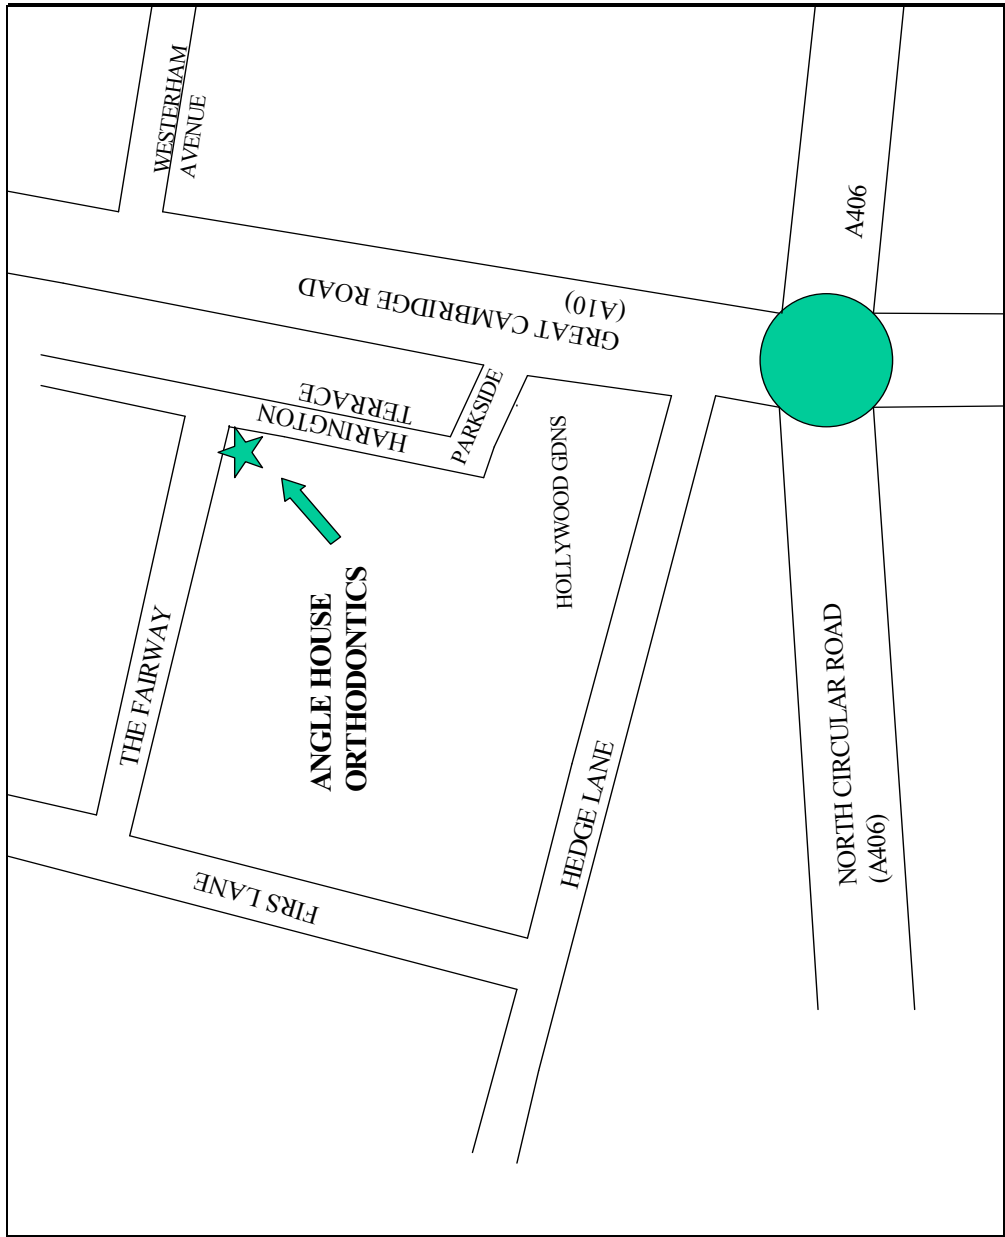 WESTERHAM
AVENUE
A406
GREAT CAMBRIDGE ROAD
(A10)
HARINGTON
TERRACE
PARKSIDE
HOLLYWOOD GDNS
ANGLE HOUSE
ORTHODONTICS
THE FAIRWAY
HEDGE LANE
NORTH CIRCULAR ROAD
(A406)
FIRS LANE